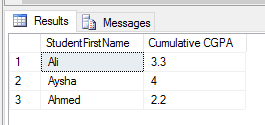 Results Messages
StudentFirstName Cumulative CGPA
1 Ali 3.3
2 Aysha 4
3 Ahmed 2.2